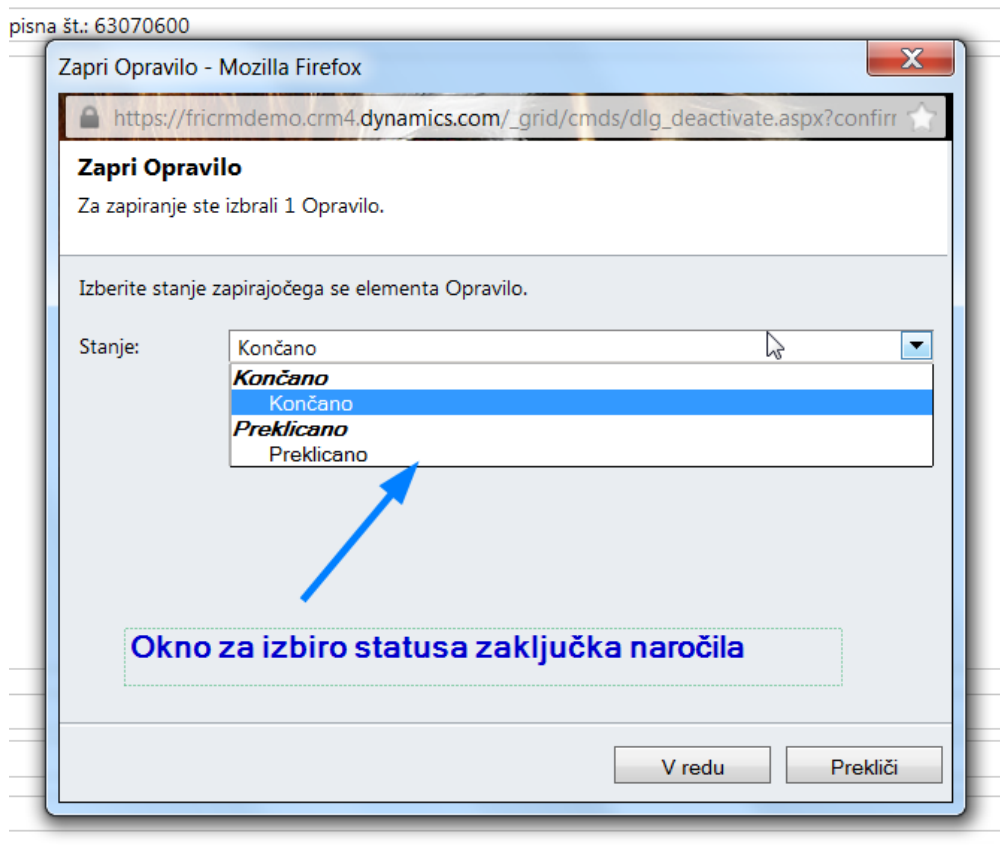 pisna št.: 63070600
Zapri Opravilo - Mozilla Firefox
https://fricrmdemo.crm4.dynamics.com/_grid/cmds/dlg_deactivate.aspx?confirr
Zapri Opravilo
Za zapiranje ste izbrali 1 Opravilo.
Izberite stanje zapirajočega se elementa Opravilo.
Stanje: Končano
Končano
Končano
Preklicano
Preklicano
Okno za izbiro statusa zaključka naročila
V redu Prekliči